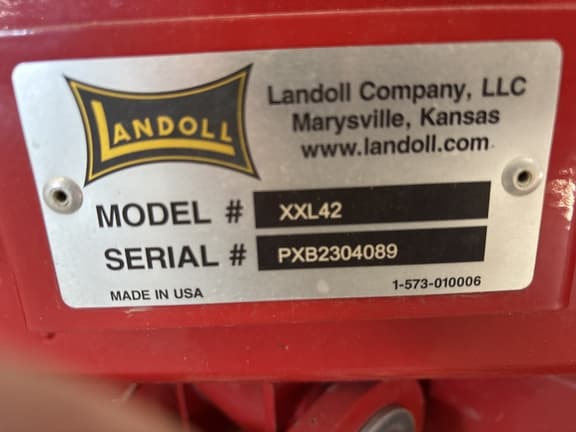 LANDOLL
Landoll Company, LLC
Marysville, Kansas
www.landoll.com
MODEL # XXL42
SERIAL # PXB2304089
MADE IN USA 1-573-010006